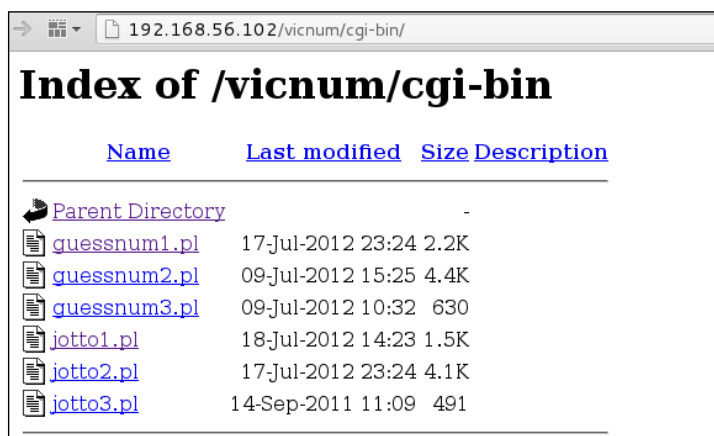 192.168.56.102/vicnum/cgi-bin/
Index of /vicnum/cgi-bin
Name Last modified Size Description
Parent Directory -
guessnum1.pl 17-Jul-2012 23:24 2.2K
guessnum2.pl 09-Jul-2012 15:25 4.4K
guessnum3.pl 09-Jul-2012 10:32 630
jotto1.pl 18-Jul-2012 14:23 1.5K
jotto2.pl 17-Jul-2012 23:24 4.1K
jotto3.pl 14-Sep-2011 11:09 491